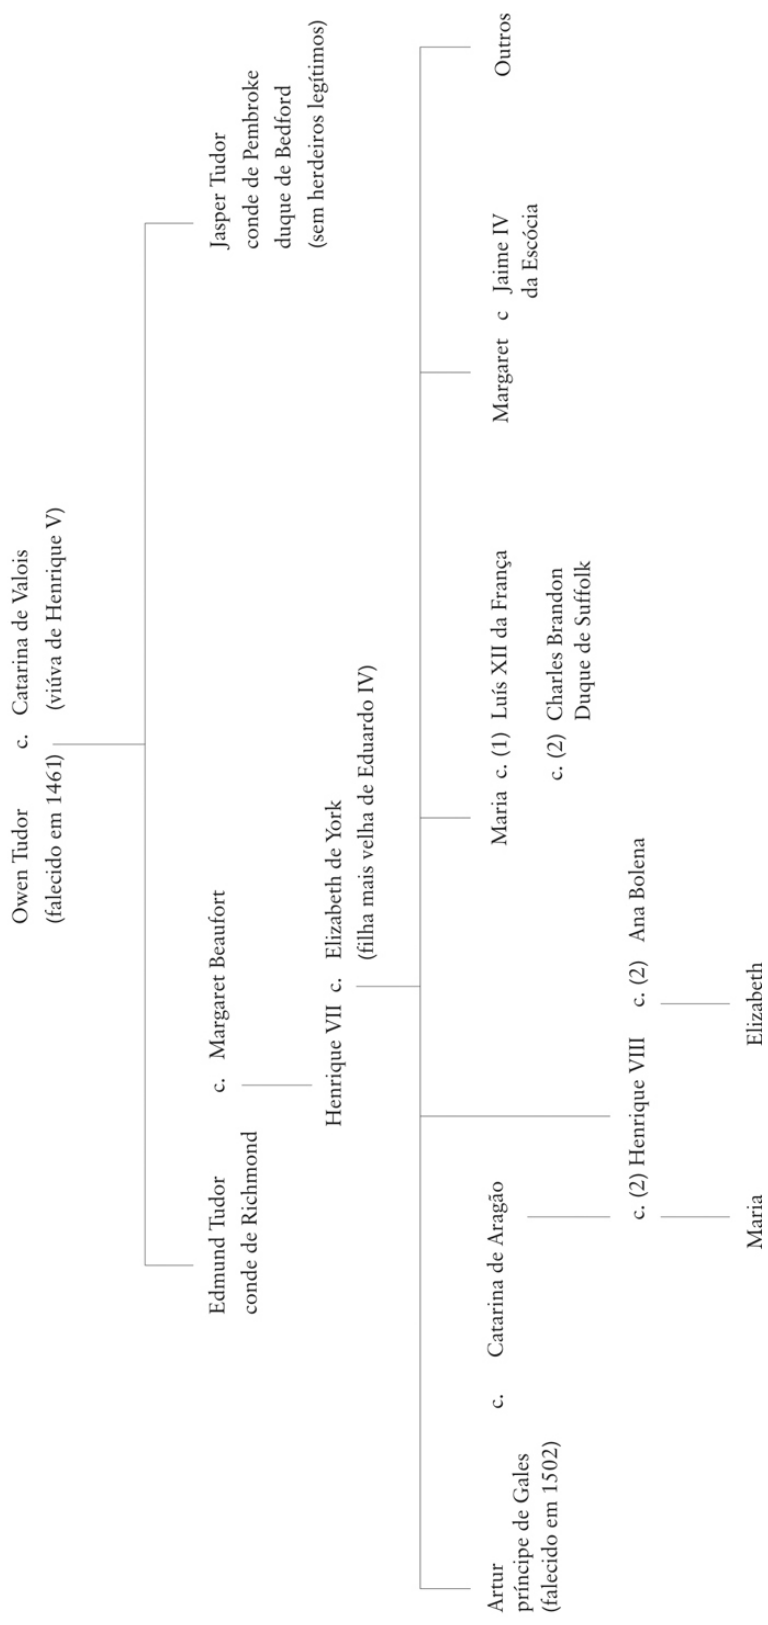 Owen Tudor c. Catarina de Valois
(falecido em 1461) (viúva de Henrique V)
Edmund Tudor c. Margaret Beaufort
conde de Richmond
Jasper Tudor
conde de Pembroke
duque de Bedford
(sem herdeiros legítimos)
Henrique VII c. Elizabeth de York
(filha mais velha de Eduardo IV)
Artur c. Catarina de Aragão
príncipe de Gales
(falecido em 1502)
Maria c. (1) Luís XII da França
c. (2) Charles Brandon
Duque de Suffolk
Margaret c Jaime IV
da Escócia
Outros
c. (2) Henrique VIII c. (2) Ana Bolena
Maria
Elizabeth